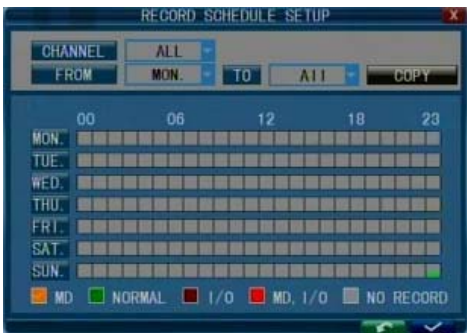 RECORD SCHEDULE SETUP X
CHANNEL ALL
FROM MON. TO All COPY
00 06 12 18 23
MON.
TUE.
WED.
THU.
FRI.
SAT.
SUN.
MD NORMAL I/O MD, I/O NO RECORD